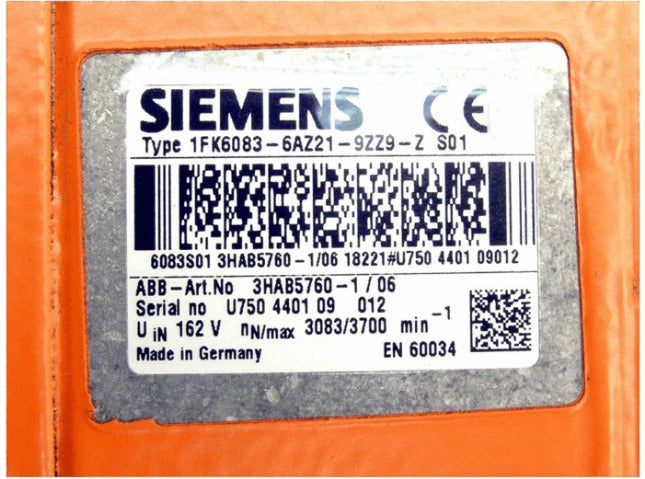 SIEMENS CE
Type 1FK6083-6AZ21-9ZZ9-Z S01
6083S01 3HAB5760-1/06 18221#U750 4401 09012
ABB-Art.No 3HAB5760-1/06
Serial no U750 4401 09 012
U IN 162 V nN/max 3083/3700 min -1
Made in Germany EN 60034